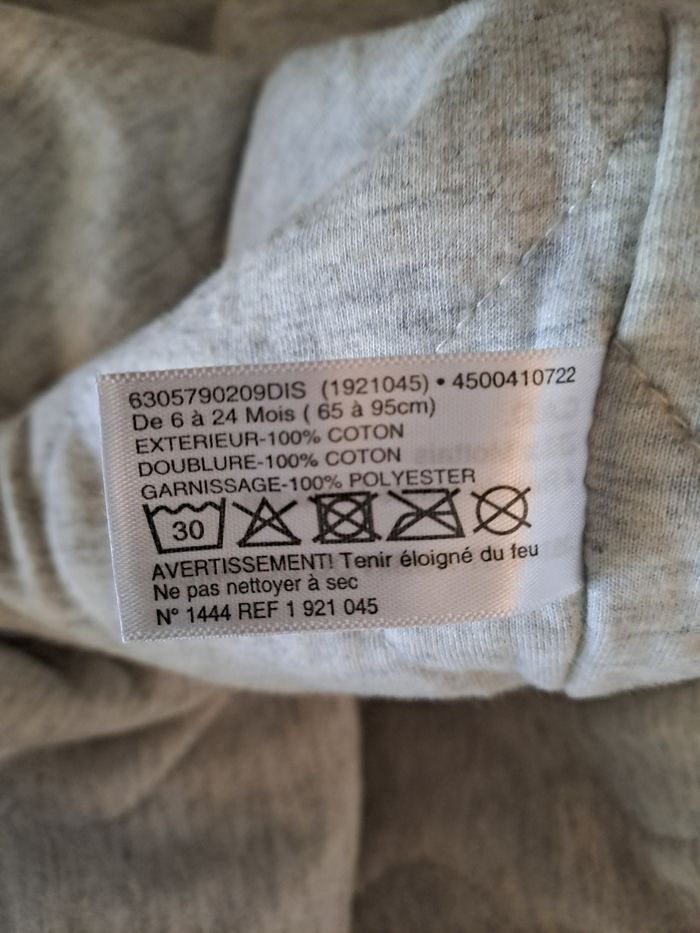 6305790209DIS (1921045) • 4500410722
De 6 à 24 Mois ( 65 à 95cm)
EXTERIEUR-100% COTON
DOUBLURE-100% COTON
GARNISSAGE-100% POLYESTER
30
AVERTISSEMENT! Tenir éloigné du feu
Ne pas nettoyer à sec
N° 1444 REF 1 921 045